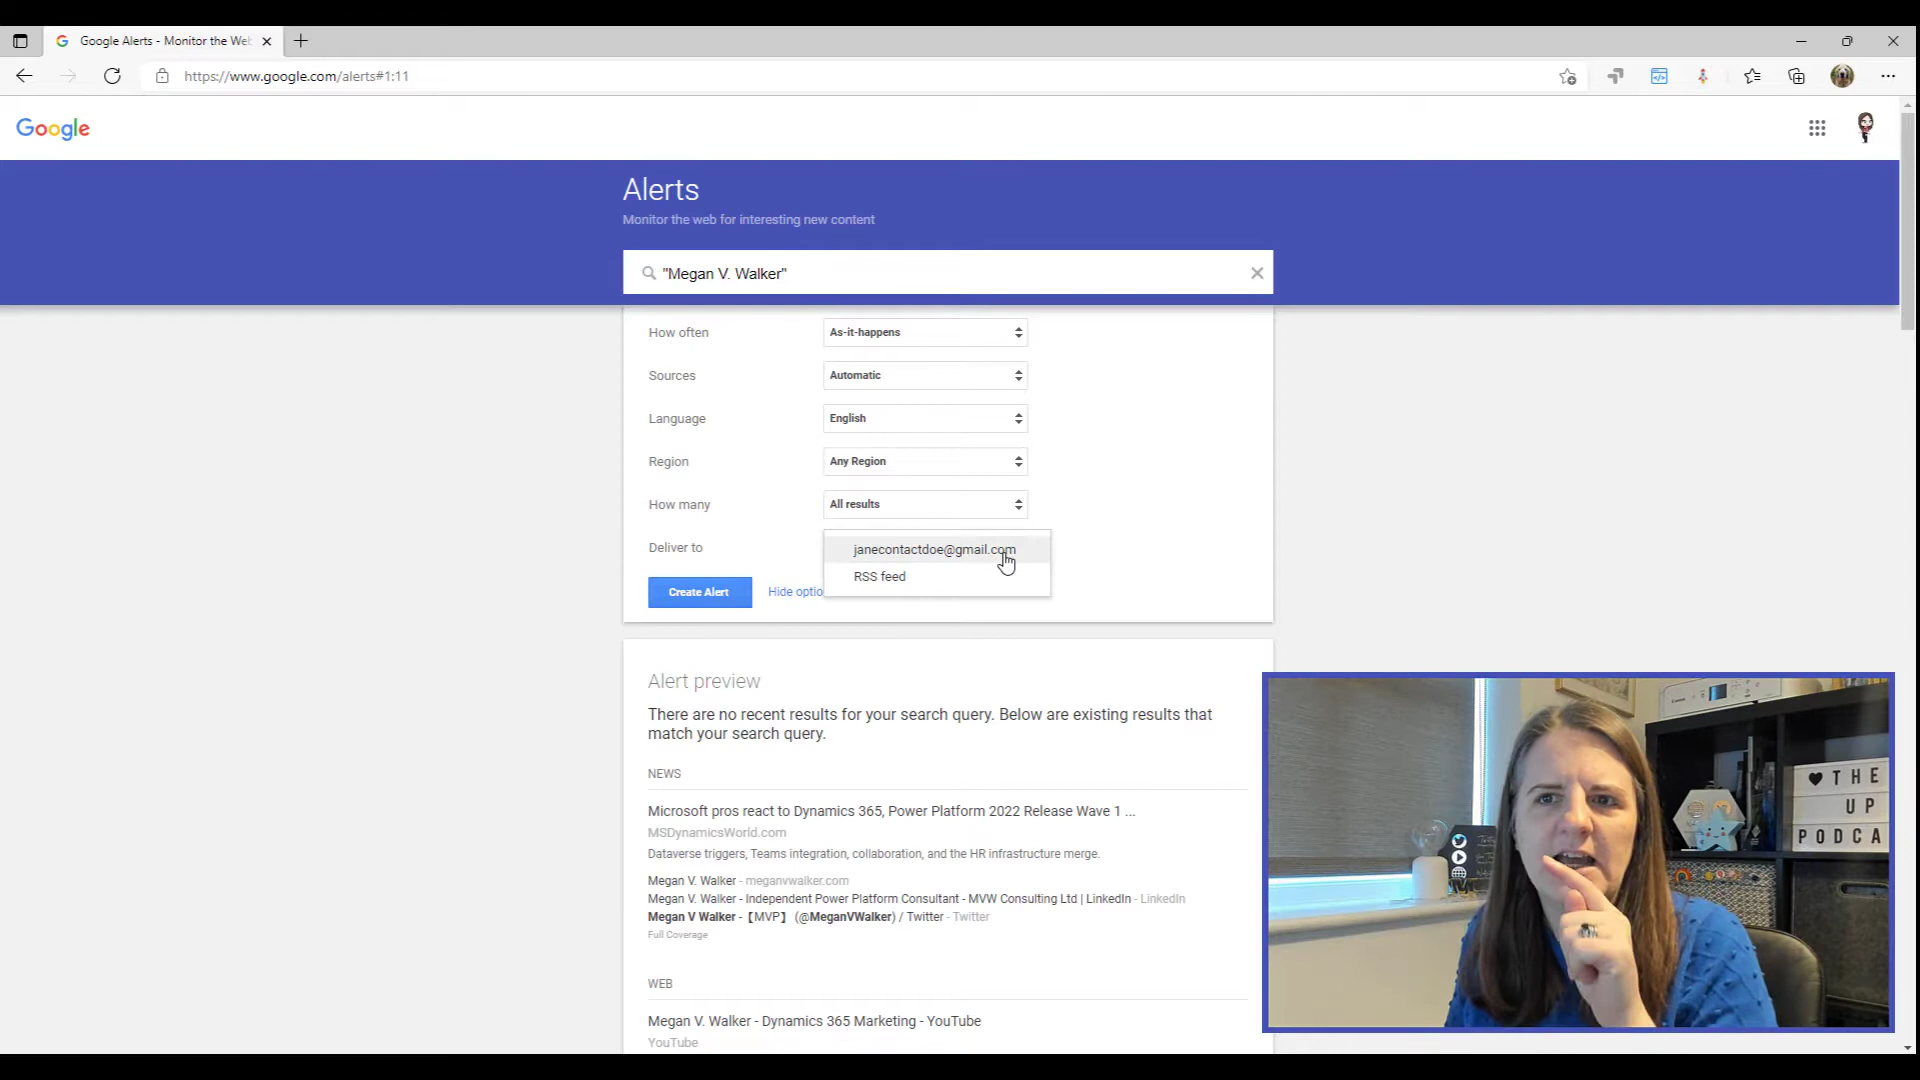 Google Alerts - Monitor the We
https://www.google.com/alerts#1:11
Google
Alerts
Monitor the web for interesting new content
"Megan V. Walker"
How often As-it-happens
Sources Automatic
Language English
Region Any Region
How many All results
Deliver to janecontactdoe@gmail.com
RSS feed
Create Alert Hide optio
Alert preview
There are no recent results for your search query. Below are existing results that
match your search query.
NEWS
Microsoft pros react to Dynamics 365, Power Platform 2022 Release Wave 1 ...
MSDynamicsWorld.com
Dataverse triggers, Teams integration, collaboration, and the HR infrastructure merge.
Megan V. Walker - meganvwalker.com
Megan V. Walker - Independent Power Platform Consultant - MVW Consulting Ltd | LinkedIn - LinkedIn
Megan V Walker -【MVP】 (@MeganVWalker) / Twitter - Twitter
Full Coverage
WEB
Megan V. Walker - Dynamics 365 Marketing - YouTube
YouTube
♥ THE
UP
PODCA